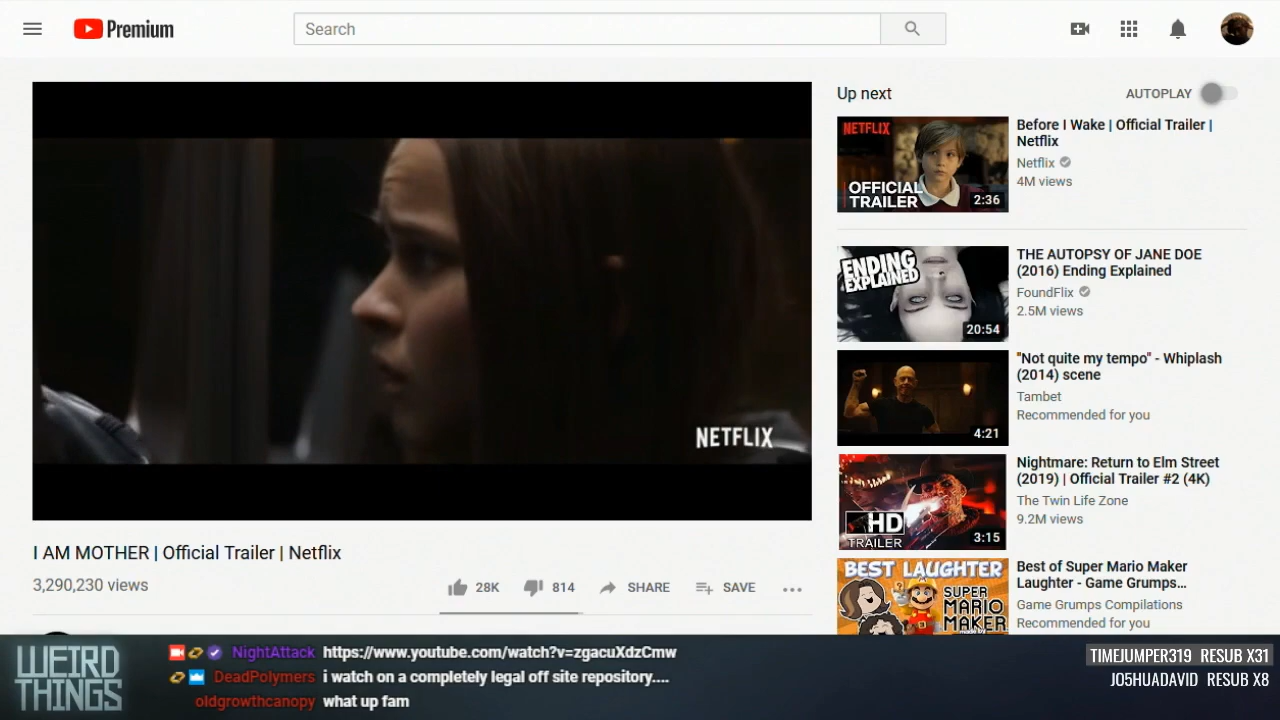 Premium
Search
NETFLIX
I AM MOTHER | Official Trailer | Netflix
3,290,230 views
28K
814
SHARE
SAVE
Up next
AUTOPLAY
NETFLIX
OFFICIAL
TRAILER
2:36
Before I Wake | Official Trailer |
Netflix
Netflix
4M views
ENDING
EXPLAINED
20:54
THE AUTOPSY OF JANE DOE
(2016) Ending Explained
FoundFlix
2.5M views
4:21
"Not quite my tempo" - Whiplash
(2014) scene
Tambet
Recommended for you
HD
TRAILER
3:15
Nightmare: Return to Elm Street
(2019) | Official Trailer #2 (4K)
The Twin Life Zone
9.2M views
BEST LAUGHTER
SUPER
MARIO
MAKER
Best of Super Mario Maker
Laughter - Game Grumps...
Game Grumps Compilations
Recommended for you
WEIRD
THINGS
NightAttack https://www.youtube.com/watch?v=zgacuXdzCmw
DeadPolymers i watch on a completely legal off site repository....
oldgrowthcanopy what up fam
TIMEJUMPER319 RESUB X31
JO5HUADAVID RESUB X8